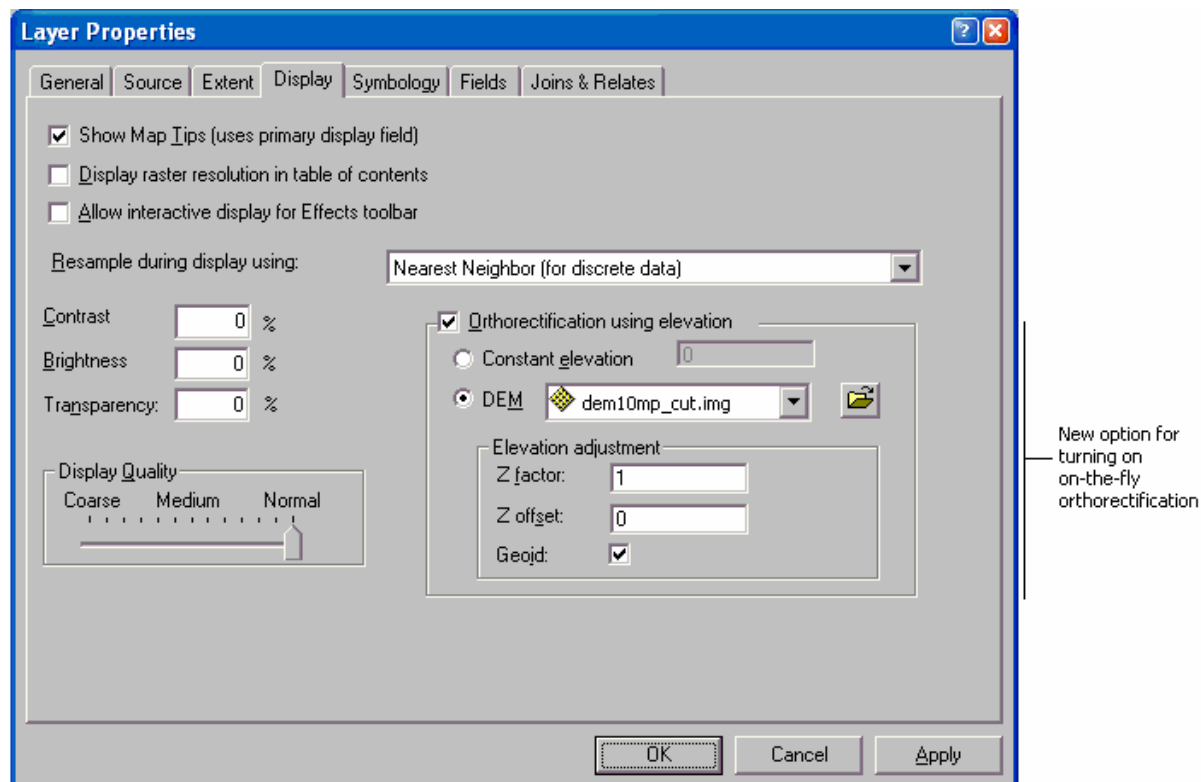 Layer Properties
General Source Extent Display Symbology Fields Joins & Relates
Show Map Tips (uses primary display field)
Display raster resolution in table of contents
Allow interactive display for Effects toolbar
Resample during display using: Nearest Neighbor (for discrete data)
Contrast 0 %
Brightness 0 %
Transparency: 0 %
Display Quality
Coarse Medium Normal
Orthorectification using elevation
Constant elevation 0
DEM dem10mp_cut.img
Elevation adjustment
Z factor: 1
Z offset: 0
Geoid:
New option for
turning on
on-the-fly
orthorectification
OK Cancel Apply